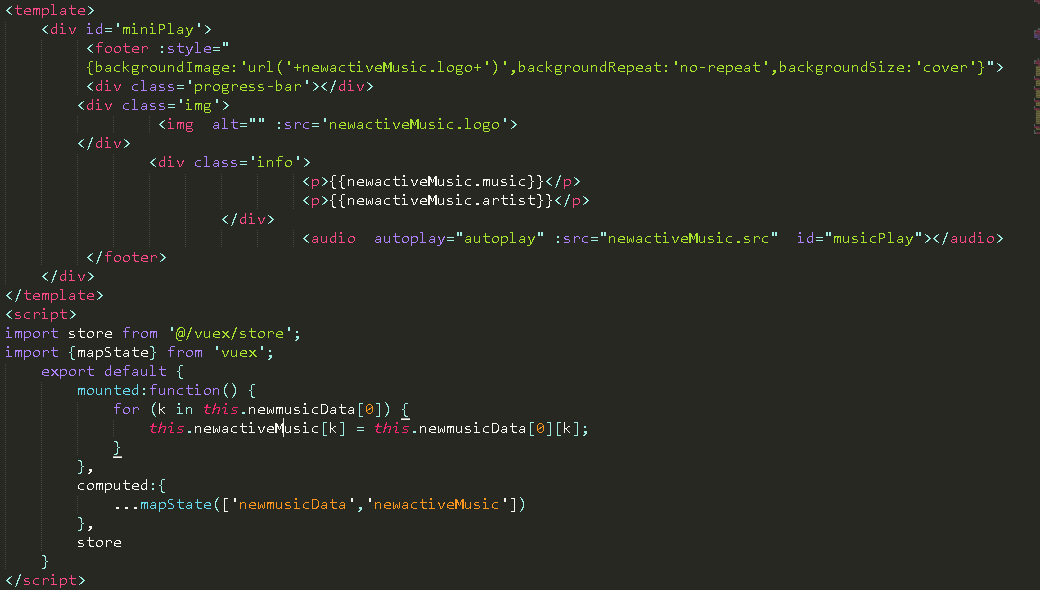 <template>
<div id='miniPlay'>
<footer :style="
{backgroundImage:'url('+newactiveMusic.logo+')',backgroundRepeat:'no-repeat',backgroundSize:'cover'}">
<div class='progress-bar'></div>
<div class='img'>
<img  alt="" :src='newactiveMusic.logo'>
</div>
<div class='info'>
<p>{{newactiveMusic.music}}</p>
<p>{{newactiveMusic.artist}}</p>
</div>
<audio  autoplay="autoplay" :src="newactiveMusic.src"  id="musicPlay"></audio>
</footer>
</div>
</template>
<script>
import store from '@/vuex/store';
import {mapState} from 'vuex';
export default {
mounted:function() {
for (k in this.newmusicData[0]) {
this.newactiveMusic[k] = this.newmusicData[0][k];
}
},
computed:{
...mapState(['newmusicData','newactiveMusic'])
},
store
}
</script>